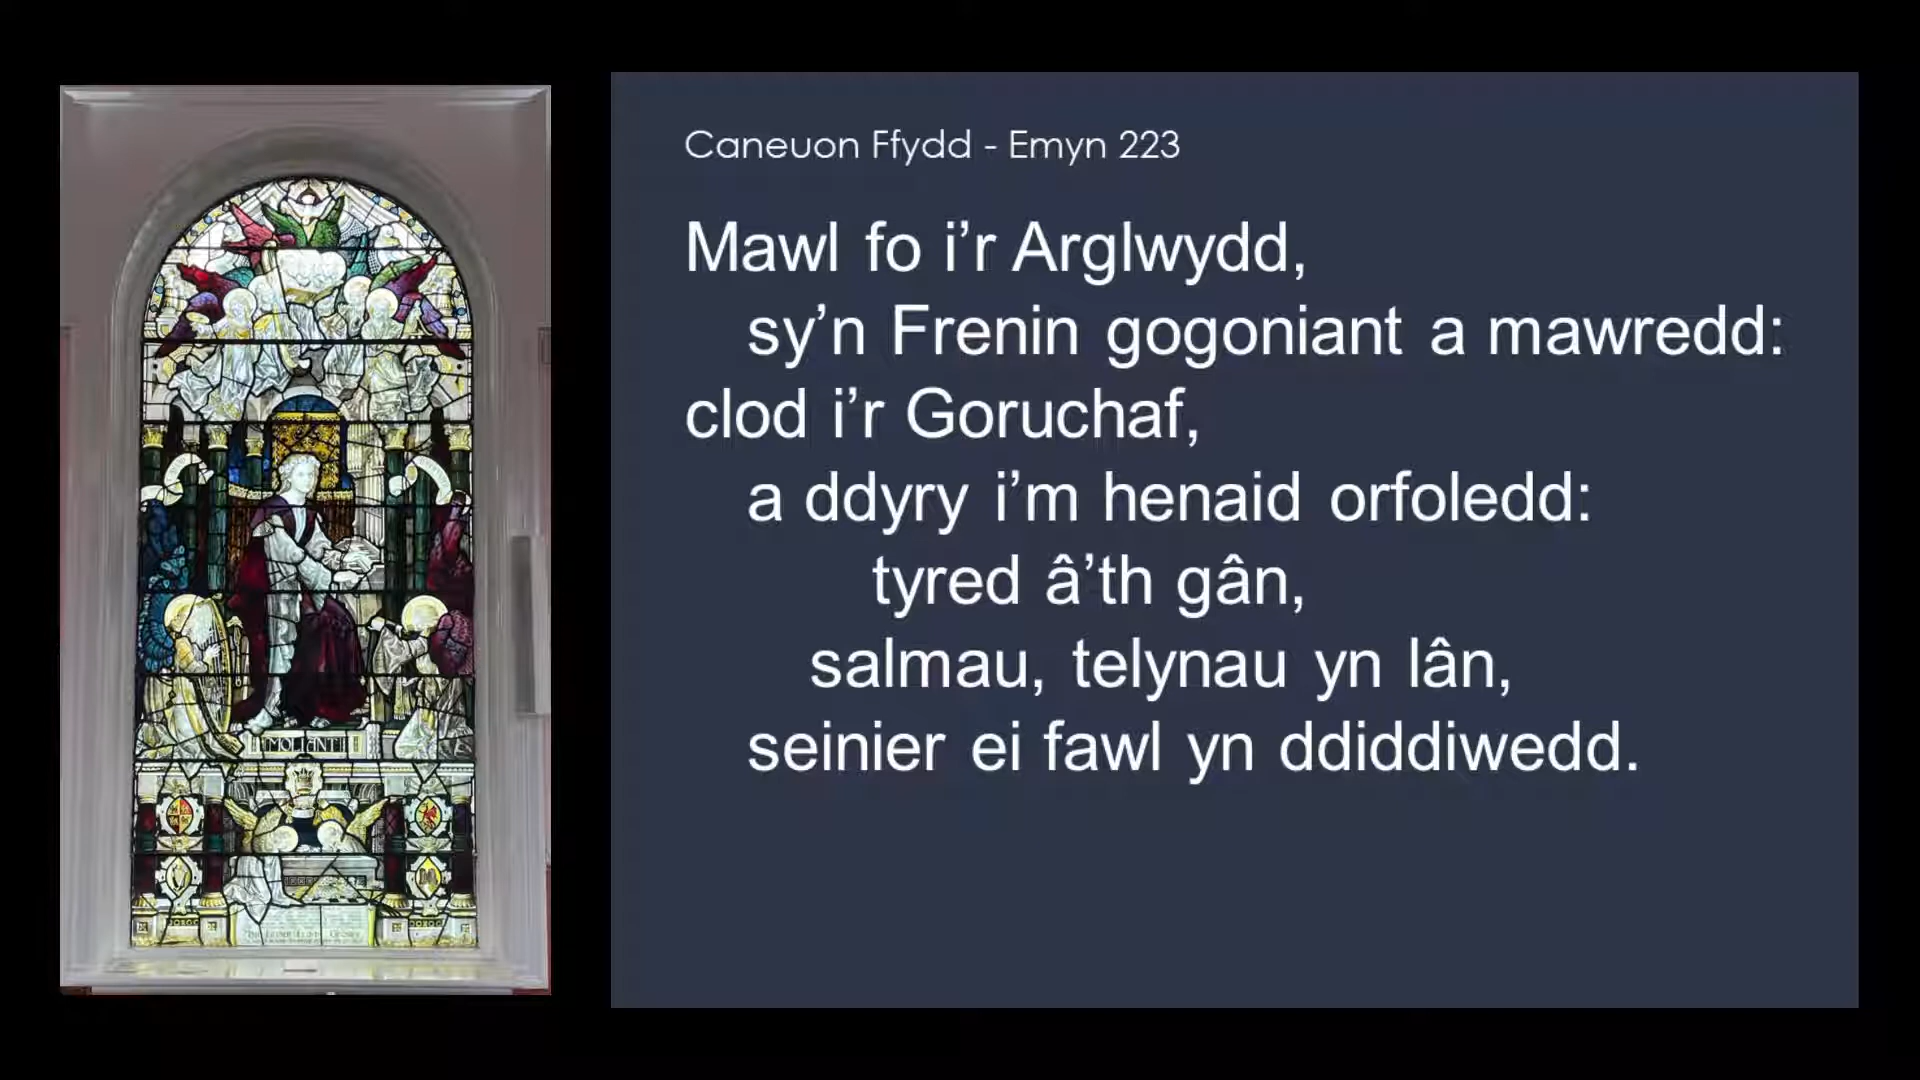 Caneuon Ffydd - Emyn 223
Mawl fo i’r Arglwydd,
sy’n Frenin gogoniant a mawredd:
clod i’r Goruchaf,
a ddyry i’m henaid orfoledd:
tyred â’th gân,
salmau, telynau yn lân,
seinier ei fawl yn ddiddiwedd.
MOLIANT